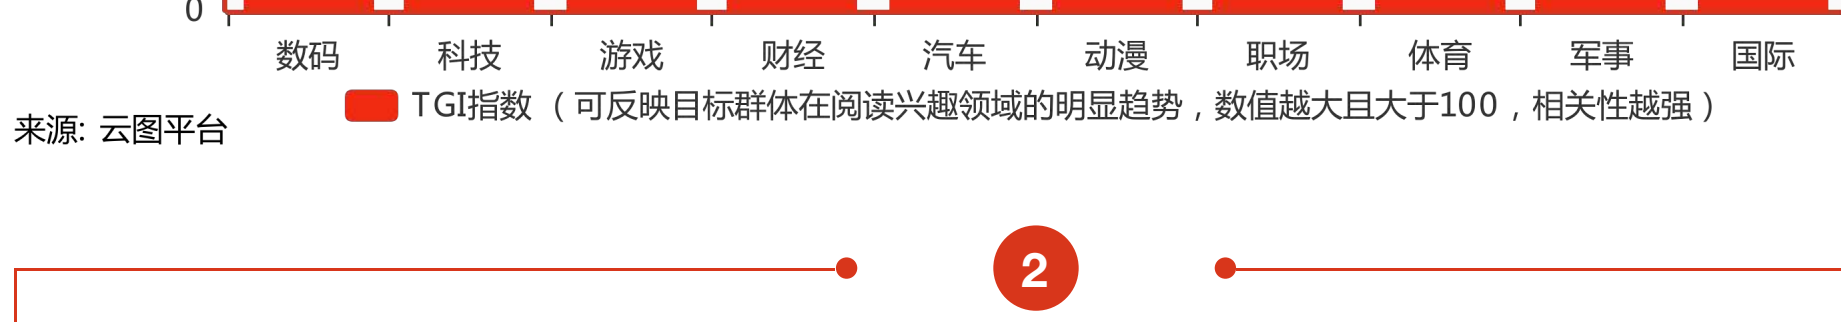 0
数码 科技 游戏 财经 汽车 动漫 职场 体育 军事 国际
TGI指数（可反映目标群体在阅读兴趣领域的明显趋势，数值越大且大于100，相关性越强）
来源: 云图平台
2